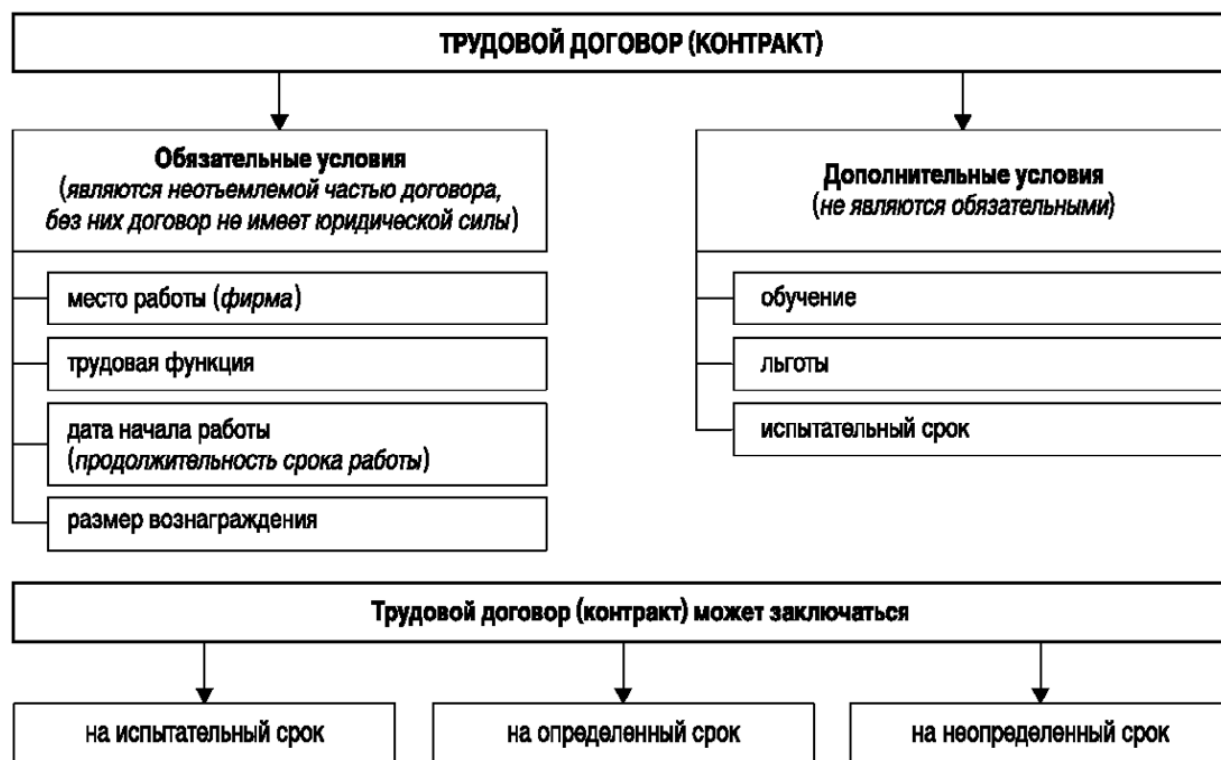 ТРУДОВОЙ ДОГОВОР (КОНТРАКТ)
Обязательные условия
(являются неотъемлемой частью договора,
без них договор не имеет юридической силы)
место работы (фирма)
трудовая функция
дата начала работы
(продолжительность срока работы)
размер вознаграждения
Дополнительные условия
(не являются обязательными)
обучение
льготы
испытательный срок
Трудовой договор (контракт) может заключаться
на испытательный срок
на определенный срок
на неопределенный срок